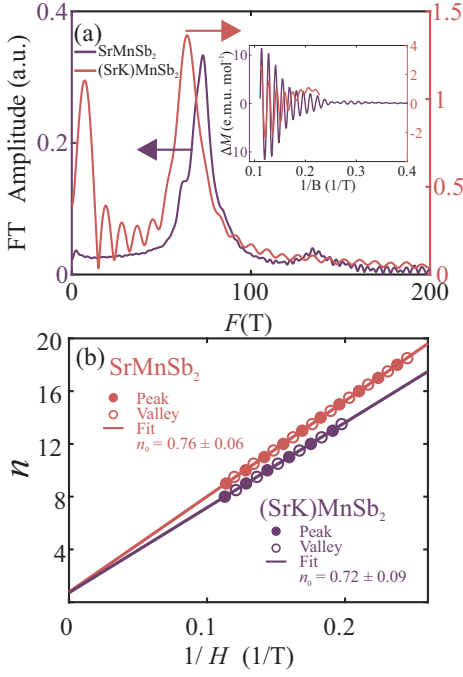 (a)
SrMnSb2
(SrK)MnSb2
FT Amplitude (a.u.)
0.4
0.2
0
0
100
200
F(T)
1.5
1
0.5
0
ΔM (e.m.u. mol-1)
10
0
10
4
2
0
-2
0.1
0.2
0.3
0.4
1/B (1/T)
(b)
SrMnSb2
Peak
Valley
Fit
n0 = 0.76 ± 0.06
(SrK)MnSb2
Peak
Valley
Fit
n0 = 0.72 ± 0.09
n
20
16
12
8
4
0
0.1
0.2
1/ H (1/T)